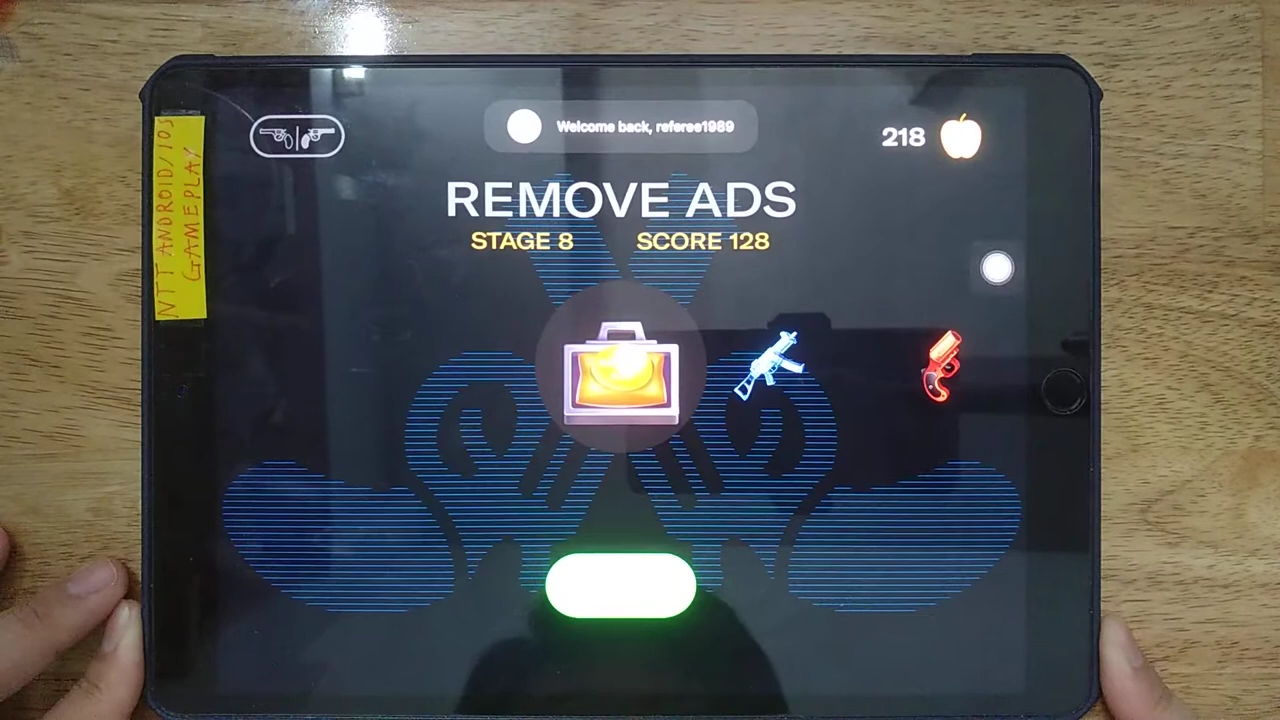 NTT ANDROID/IOS
GAMEPLAY
Welcome back, referee1989
218
REMOVE ADS
STAGE 8
SCORE 128